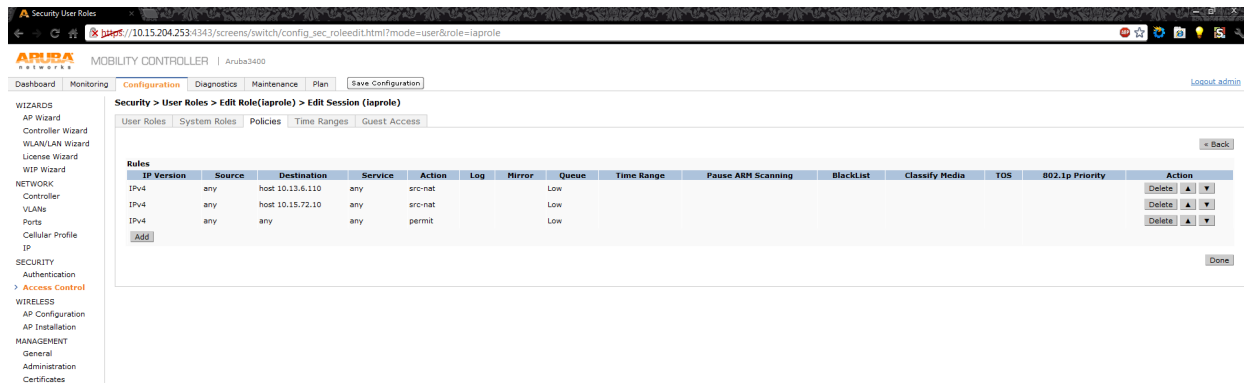 Security User Roles
https://10.15.204.253:4343/screens/switch/config_sec_roleedit.html?mode=user&role=iaprole
ARUBA networks MOBILITY CONTROLLER | Aruba3400
Dashboard Monitoring Configuration Diagnostics Maintenance Plan Save Configuration Logout admin
WIZARDS
AP Wizard
Controller Wizard
WLAN/LAN Wizard
License Wizard
WIP Wizard
NETWORK
Controller
VLANs
Ports
Cellular Profile
IP
SECURITY
Authentication
> Access Control
WIRELESS
AP Configuration
AP Installation
MANAGEMENT
General
Administration
Certificates
Security > User Roles > Edit Role(iaprole) > Edit Session (iaprole)
User Roles System Roles Policies Time Ranges Guest Access
« Back
Rules
IP Version Source Destination Service Action Log Mirror Queue Time Range Pause ARM Scanning BlackList Classify Media TOS 802.1p Priority Action
IPv4 any host 10.13.6.110 any src-nat Low Delete ▲ ▼
IPv4 any host 10.15.72.10 any src-nat Low Delete ▲ ▼
IPv4 any any any permit Low Delete ▲ ▼
Add
Done